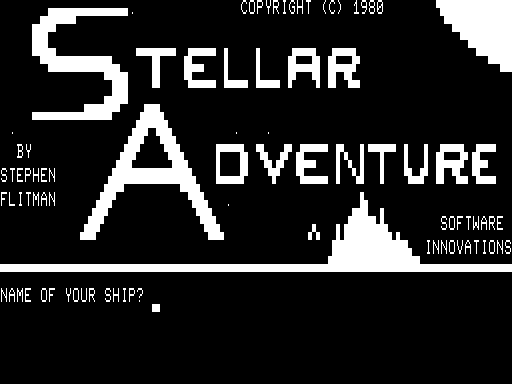 COPYRIGHT (C) 1980
STELLAR
ADVENTURE
BY
STEPHEN
FLITMAN
SOFTWARE
INNOVATIONS
NAME OF YOUR SHIP?